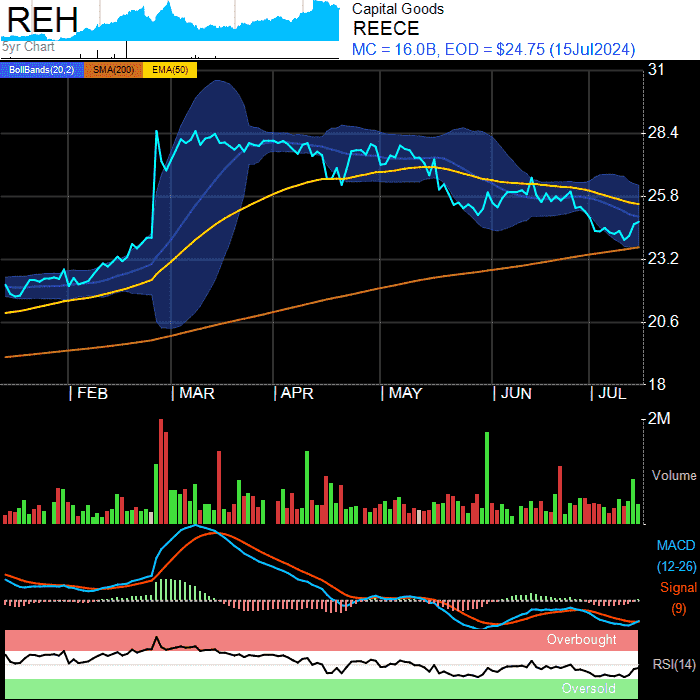 REH
5yr Chart
Capital Goods
REECE
MC = 16.0B, EOD = $24.75 (15Jul2024)
BollBands(20,2) SMA(200) EMA(50)
31
28.4
25.8
23.2
20.6
18
| FEB | MAR | APR | MAY | JUN | JUL
2M
Volume
MACD
(12-26)
Signal
(9)
Overbought
RSI(14)
Oversold